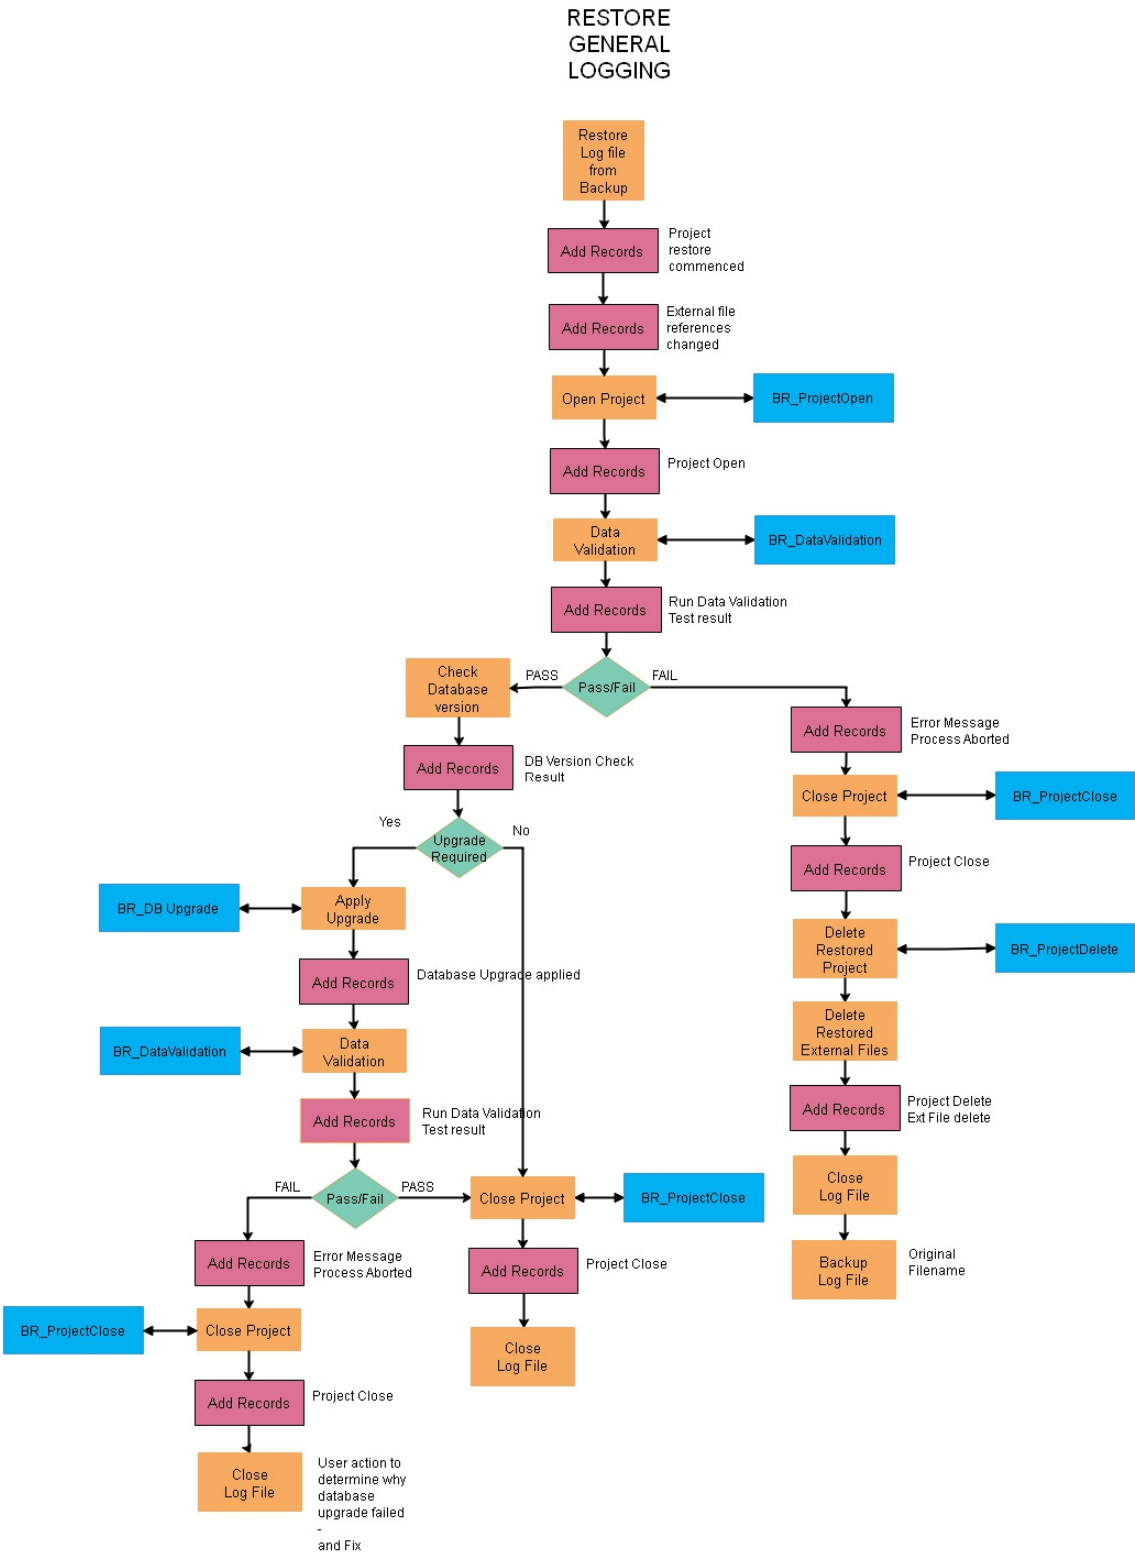 RESTORE
GENERAL
LOGGING
Restore
Log file
from
Backup
Add Records
Project
restore
commenced
Add Records
External file
references
changed
Open Project
BR_ProjectOpen
Add Records
Project Open
Data
Validation
BR_DataValidation
Add Records
Run Data Validation
Test result
Check
Database
version
PASS
Pass/Fail
FAIL
Add Records
Error Message
Process Aborted
Add Records
DB Version Check
Result
Close Project
BR_ProjectClose
Yes
Upgrade
Required
No
Add Records
Project Close
BR_DB Upgrade
Apply
Upgrade
Delete
Restored
Project
BR_ProjectDelete
Add Records
Database Upgrade applied
Delete
Restored
External Files
BR_DataValidation
Data
Validation
Add Records
Project Delete
Ext File delete
Add Records
Run Data Validation
Test result
Close
Log File
FAIL
Pass/Fail
PASS
Close Project
BR_ProjectClose
Add Records
Error Message
Process Aborted
Add Records
Project Close
Backup
Log File
Original
Filename
BR_ProjectClose
Close Project
Close
Log File
Add Records
Project Close
Close
Log File
User action to
determine why
database
upgrade failed
-
and Fix